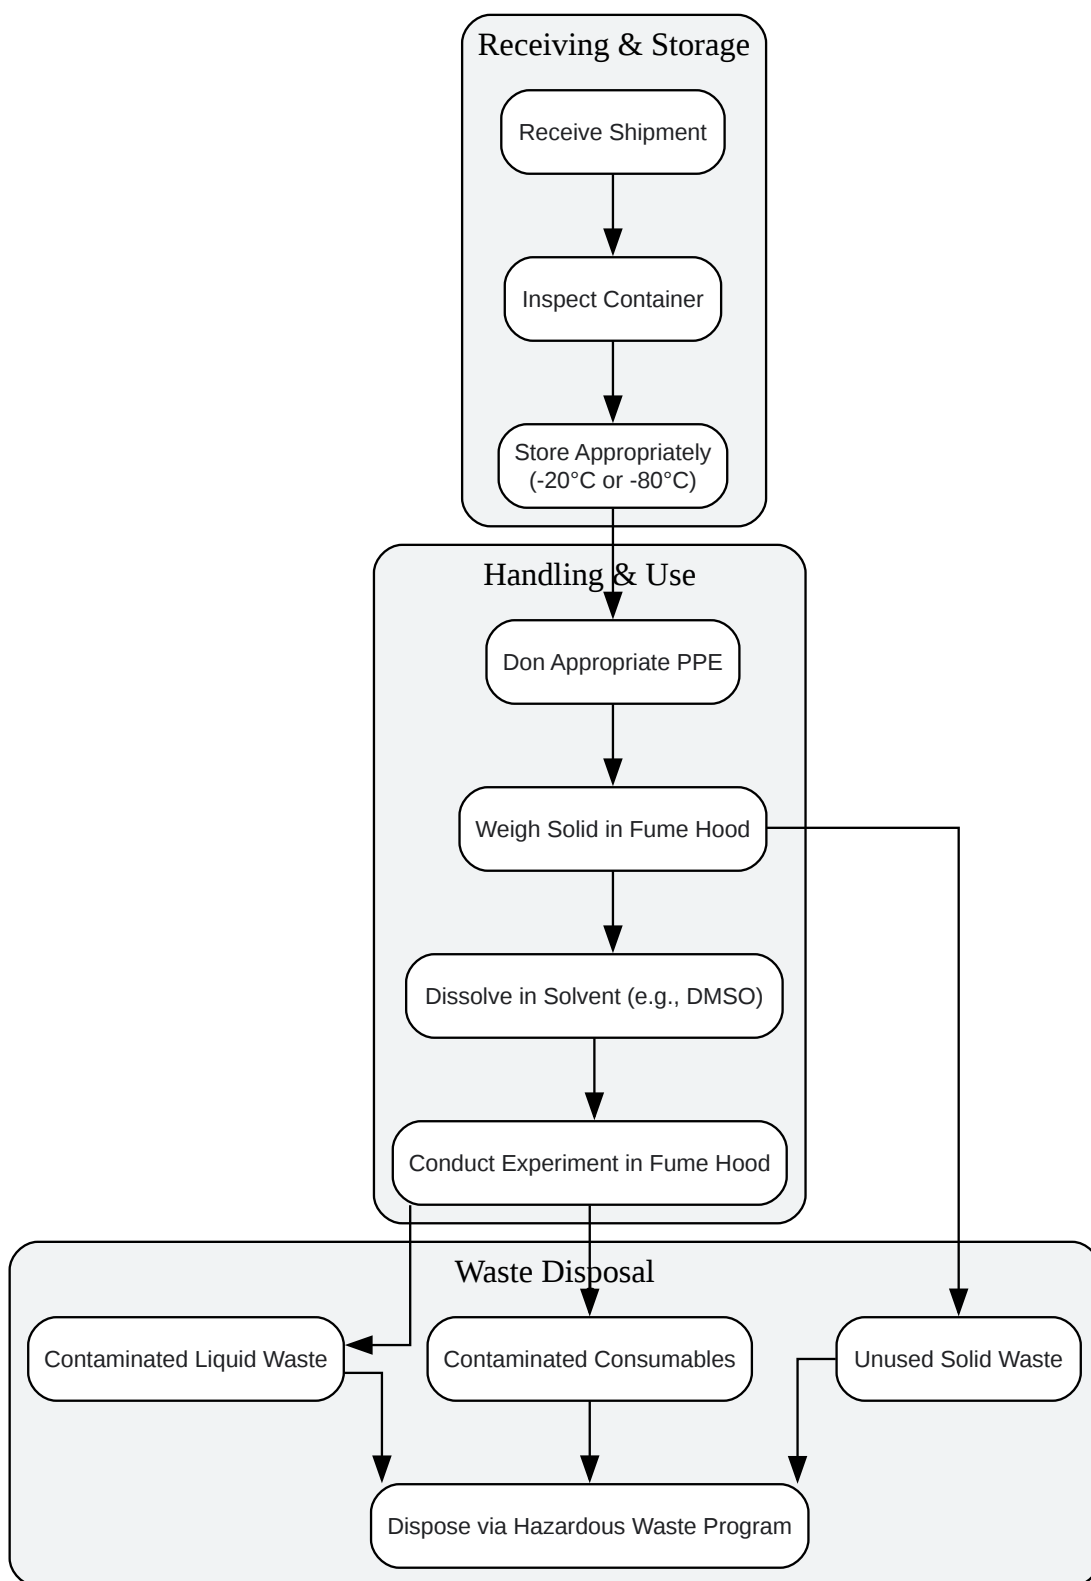 Receiving & Storage
Receive Shipment
Inspect Container
Store Appropriately
(-20°C or -80°C)
Handling & Use
Don Appropriate PPE
Weigh Solid in Fume Hood
Dissolve in Solvent (e.g., DMSO)
Conduct Experiment in Fume Hood
Waste Disposal
Contaminated Liquid Waste
Contaminated Consumables
Unused Solid Waste
Dispose via Hazardous Waste Program